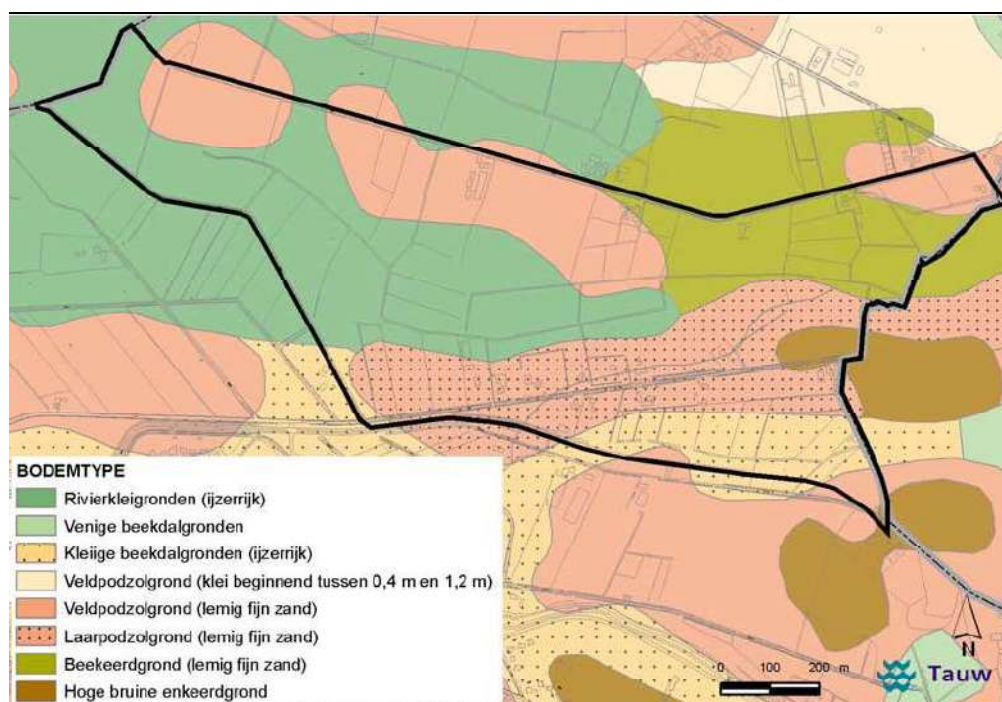 BODEMTYPE
Rivierkleigronden (ijzerrijk)
Venige beekdalgronden
Kleiige beekdalgronden (ijzerrijk)
Veldpodzolgrond (klei beginnend tussen 0,4 m en 1,2 m)
Veldpodzolgrond (lemig fijn zand)
Laarpodzolgrond (lemig fijn zand)
Beekeerdgrond (lemig fijn zand)
Hoge bruine enkeerdgrond
0 100 200 m
N
Tauw